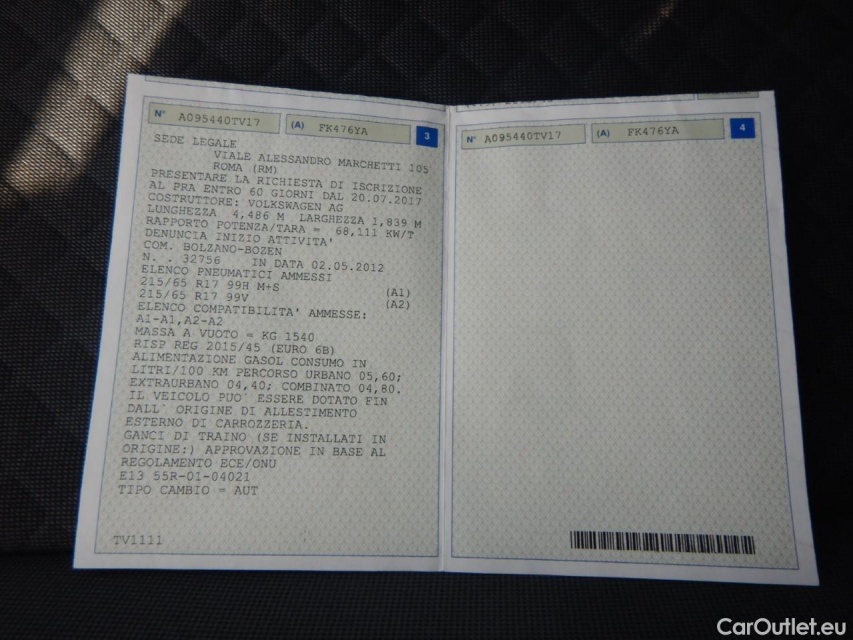 N° A095440TV17 (A) FK476YA 3
SEDE LEGALE
VIALE ALESSANDRO MARCHETTI 105
ROMA (RM)
PRESENTARE LA RICHIESTA DI ISCRIZIONE
AL PRA ENTRO 60 GIORNI DAL 20.07.2017
COSTRUTTORE: VOLKSWAGEN AG
LUNGHEZZA 4,486 M LARGHEZZA 1,839 M
RAPPORTO POTENZA/TARA = 68,111 KW/T
DENUNCIA INIZIO ATTIVITA'
COM. BOLZANO-BOZEN
N. . 32756 IN DATA 02.05.2012
ELENCO PNEUMATICI AMMESSI
215/65 R17 99H M+S (A1)
215/65 R17 99V (A2)
ELENCO COMPATIBILITA' AMMESSE:
A1-A1,A2-A2
MASSA A VUOTO = KG 1540
RISP REG 2015/45 (EURO 6B)
ALIMENTAZIONE GASOL CONSUMO IN
LITRI/100 KM PERCORSO URBANO 05,60;
EXTRAURBANO 04,40; COMBINATO 04,80.
IL VEICOLO PUO' ESSERE DOTATO FIN
DALL' ORIGINE DI ALLESTIMENTO
ESTERNO DI CARROZZERIA.
GANCI DI TRAINO (SE INSTALLATI IN
ORIGINE:) APPROVAZIONE IN BASE AL
REGOLAMENTO ECE/ONU
E13 55R-01-04021
TIPO CAMBIO = AUT
TV1111
N° A095440TV17 (A) FK476YA 4
CarOutlet.eu